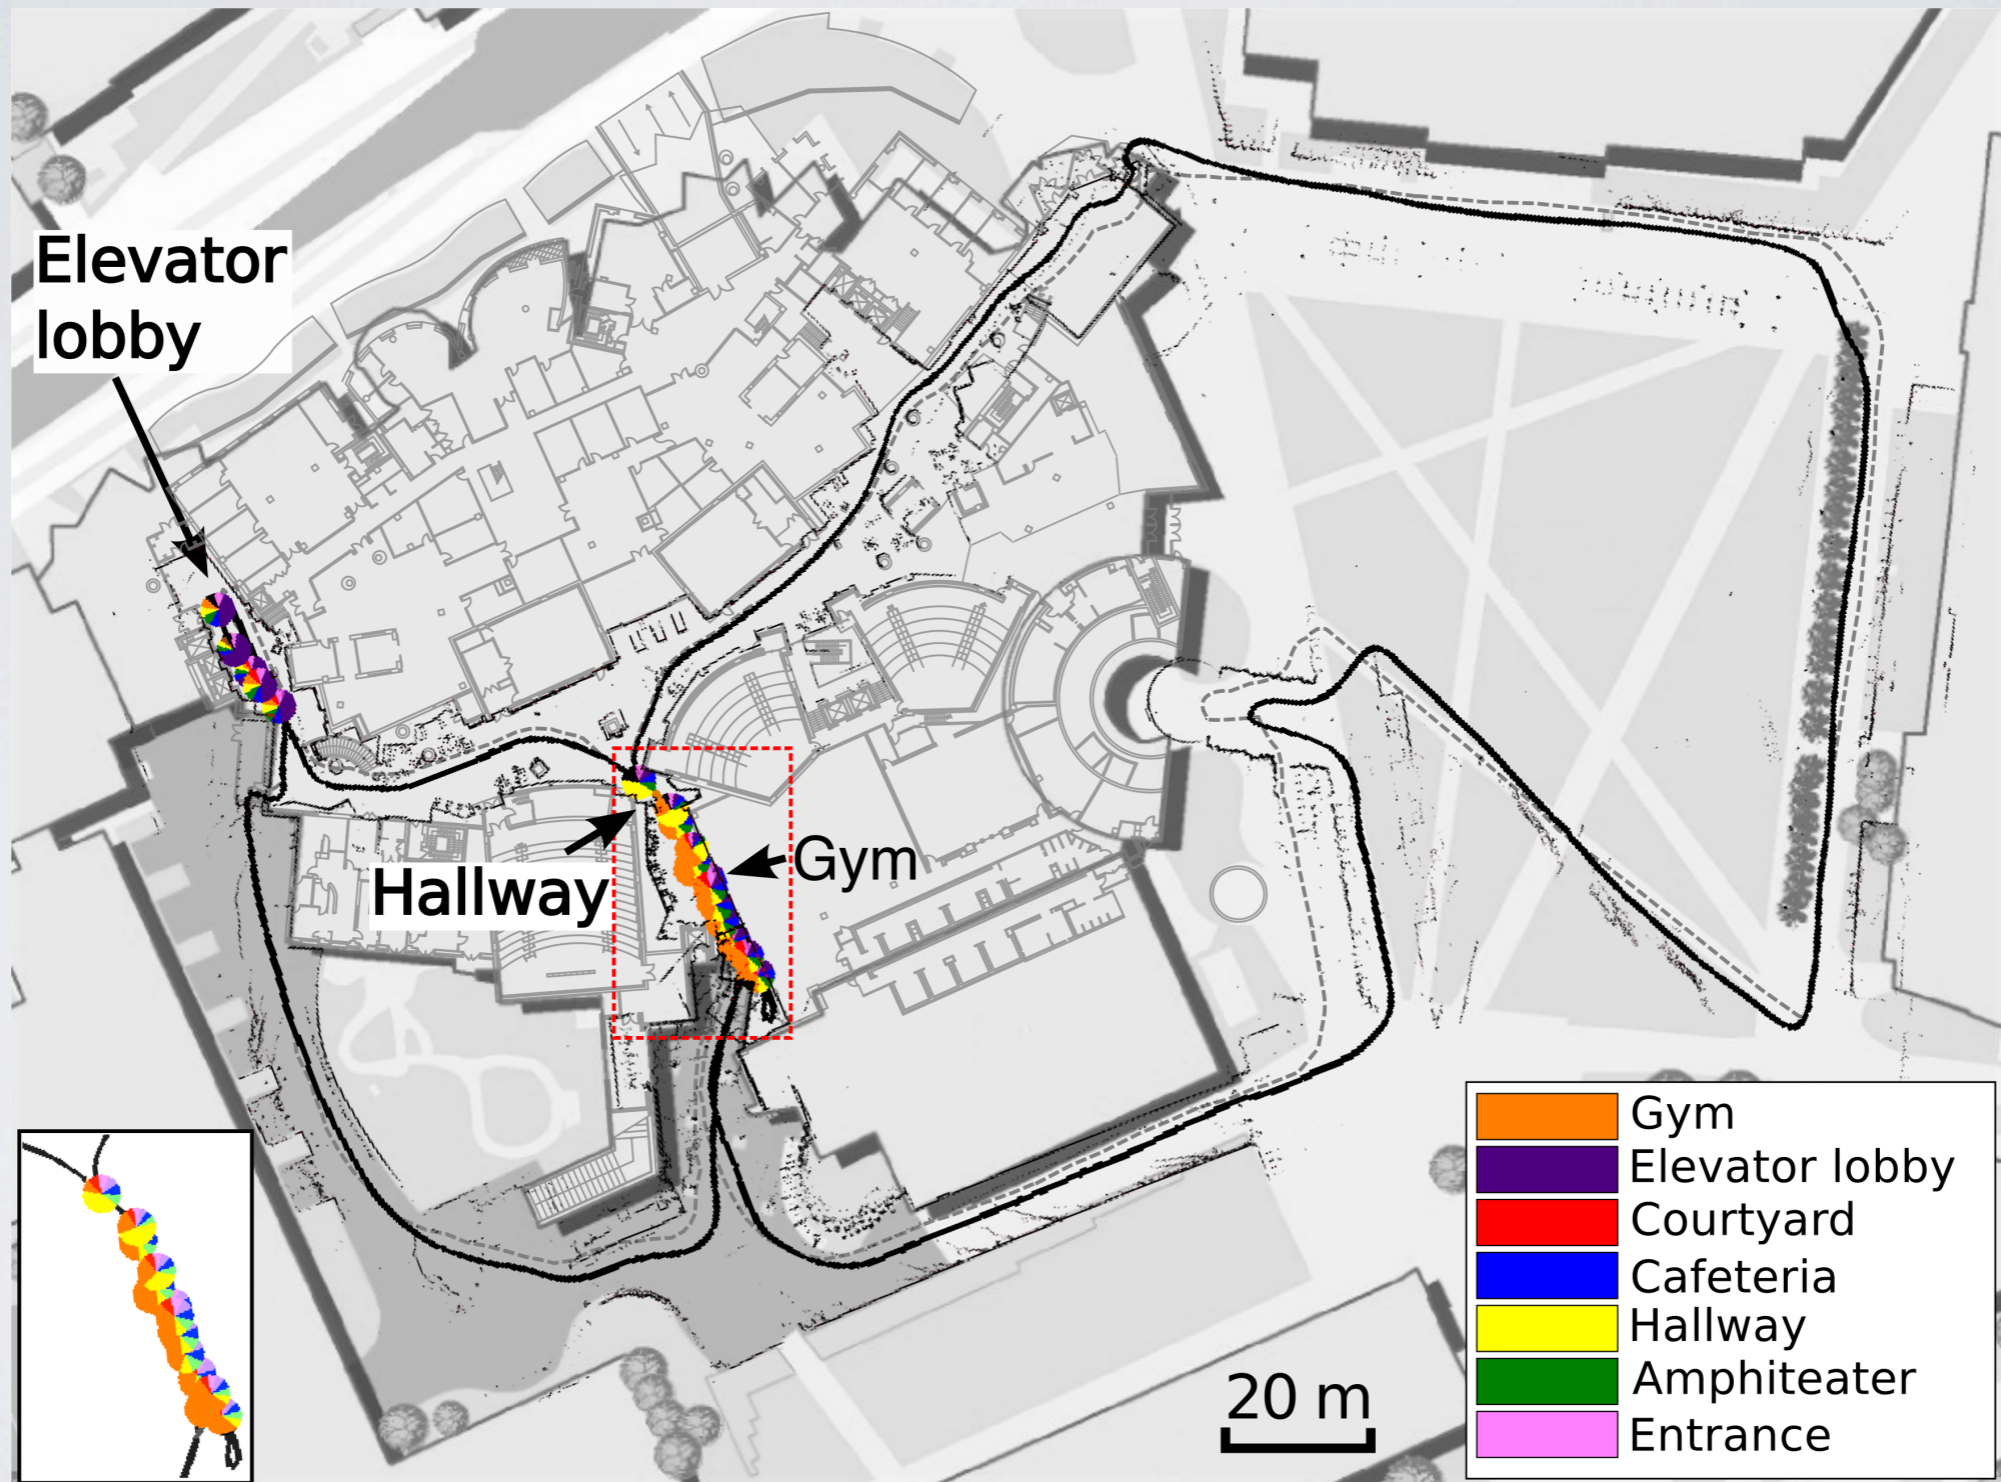 Elevator
lobby
Hallway
Gym
20 m
Gym
Elevator lobby
Courtyard
Cafeteria
Hallway
Amphiteater
Entrance